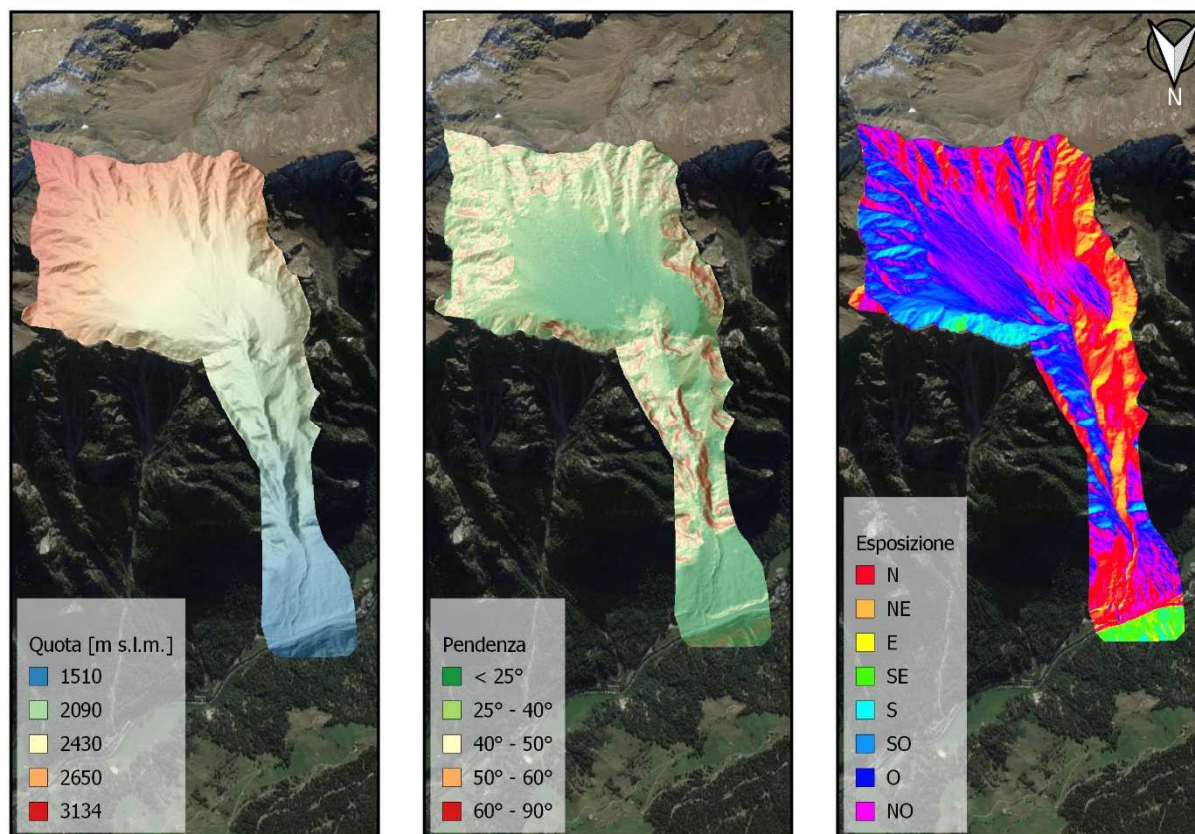 Quota [m s.l.m.]
1510
2090
2430
2650
3134
Pendenza
< 25°
25° - 40°
40° - 50°
50° - 60°
60° - 90°
N
Esposizione
N
NE
E
SE
S
SO
O
NO